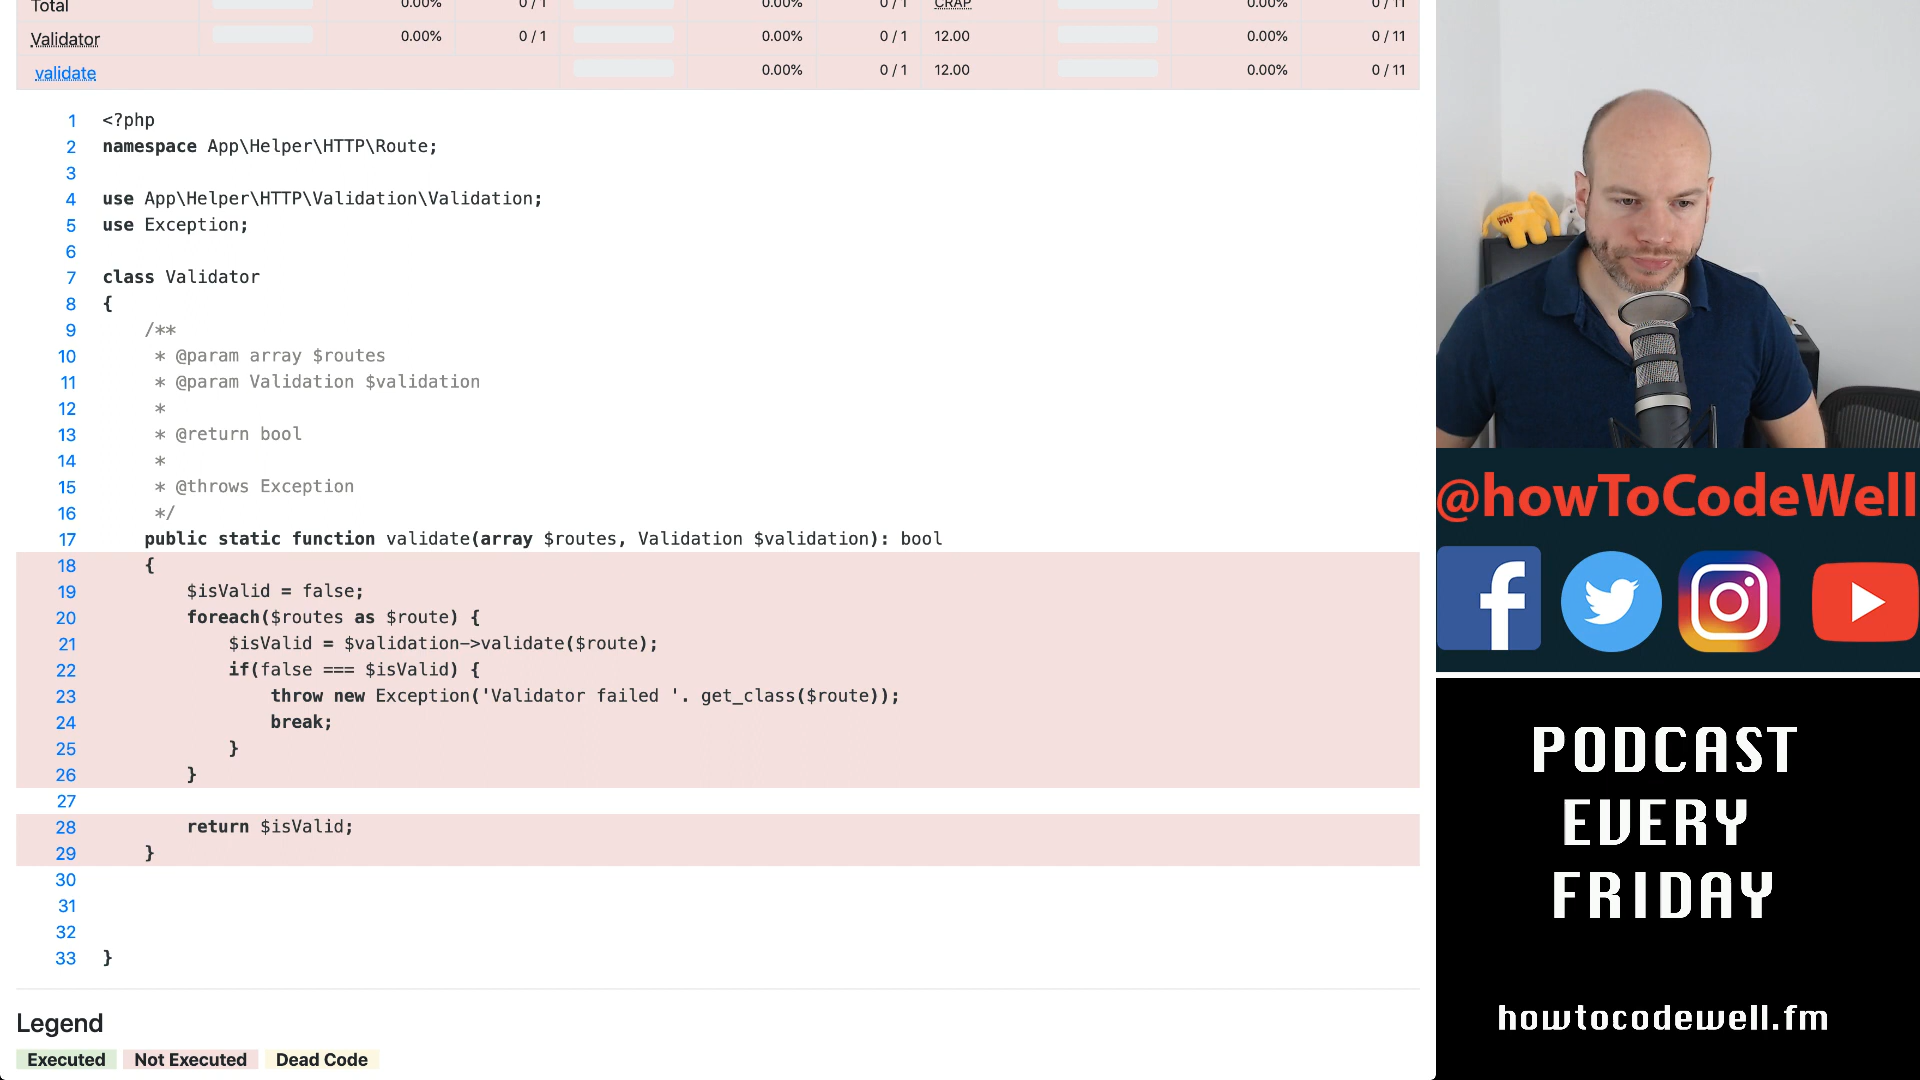 Total 0.00% 0 / 1 0.00% 0 / 1 CRAP 0.00% 0 / 11
Validator 0.00% 0 / 1 0.00% 0 / 1 12.00 0.00% 0 / 11
validate 0.00% 0 / 1 12.00 0.00% 0 / 11
1 <?php
2 namespace App\Helper\HTTP\Route;
3
4 use App\Helper\HTTP\Validation\Validation;
5 use Exception;
6
7 class Validator
8 {
9 /**
10 * @param array $routes
11 * @param Validation $validation
12 *
13 * @return bool
14 *
15 * @throws Exception
16 */
17 public static function validate(array $routes, Validation $validation): bool
18 {
19 $isValid = false;
20 foreach($routes as $route) {
21 $isValid = $validation->validate($route);
22 if(false === $isValid) {
23 throw new Exception('Validator failed '. get_class($route));
24 break;
25 }
26 }
27
28 return $isValid;
29 }
30
31
32
33 }
Legend
Executed Not Executed Dead Code
PHP
@howToCodeWell
f
PODCAST
EVERY
FRIDAY
howtocodewell.fm